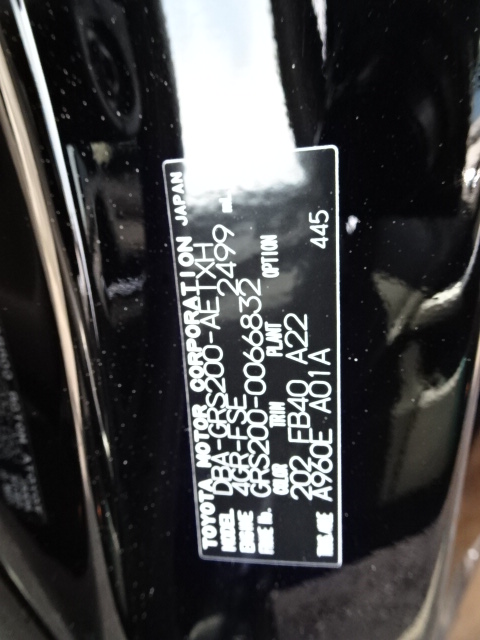 TOYOTA MOTOR CORPORATION JAPAN
MODEL DBA-GRS200-AETXH
ENGINE 4GR-FSE 2499 mL
FRAME No. GRS200-0066832
COLOR TRIM PLANT OPTION
202 FB40 A22 445
TRANS./AXLE A960E A01A